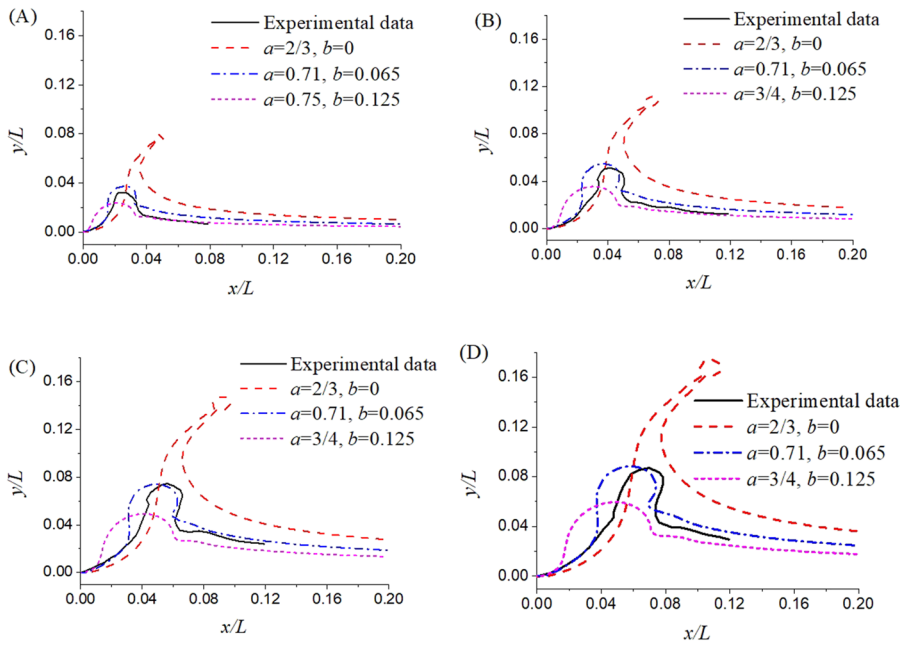 (A)
Experimental data
a=2/3, b=0
a=0.71, b=0.065
a=0.75, b=0.125
0.16
0.12
0.08
0.04
0.00
y/L
0.00 0.04 0.08 0.12 0.16 0.20
x/L
(B)
Experimental data
a=2/3, b=0
a=0.71, b=0.065
a=3/4, b=0.125
0.16
0.12
0.08
0.04
0.00
y/L
0.00 0.04 0.08 0.12 0.16 0.20
x/L
(C)
Experimental data
a=2/3, b=0
a=0.71, b=0.065
a=3/4, b=0.125
0.16
0.12
0.08
0.04
0.00
y/L
0.00 0.04 0.08 0.12 0.16 0.20
x/L
(D)
Experimental data
a=2/3, b=0
a=0.71, b=0.065
a=3/4, b=0.125
0.16
0.12
0.08
0.04
0.00
y/L
0.00 0.04 0.08 0.12 0.16 0.20
x/L